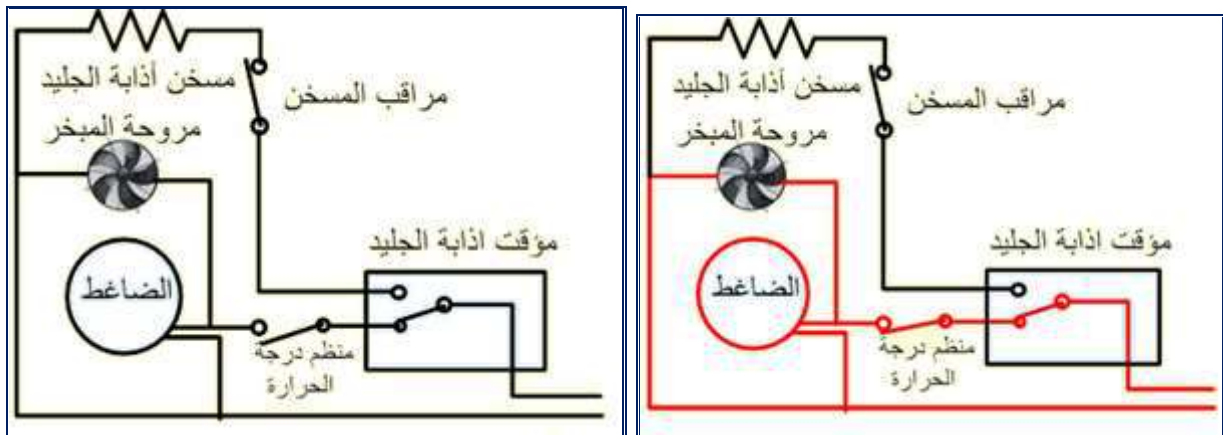 مسخن أذابة الجليد
مراقب المسخن
مروحة المبخر
مؤقت اذابة الجليد
الضاغط
منظم درجة
الحرارة
مسخن أذابة الجليد
مراقب المسخن
مروحة المبخر
مؤقت اذابة الجليد
الضاغط
منظم درجة
الحرارة